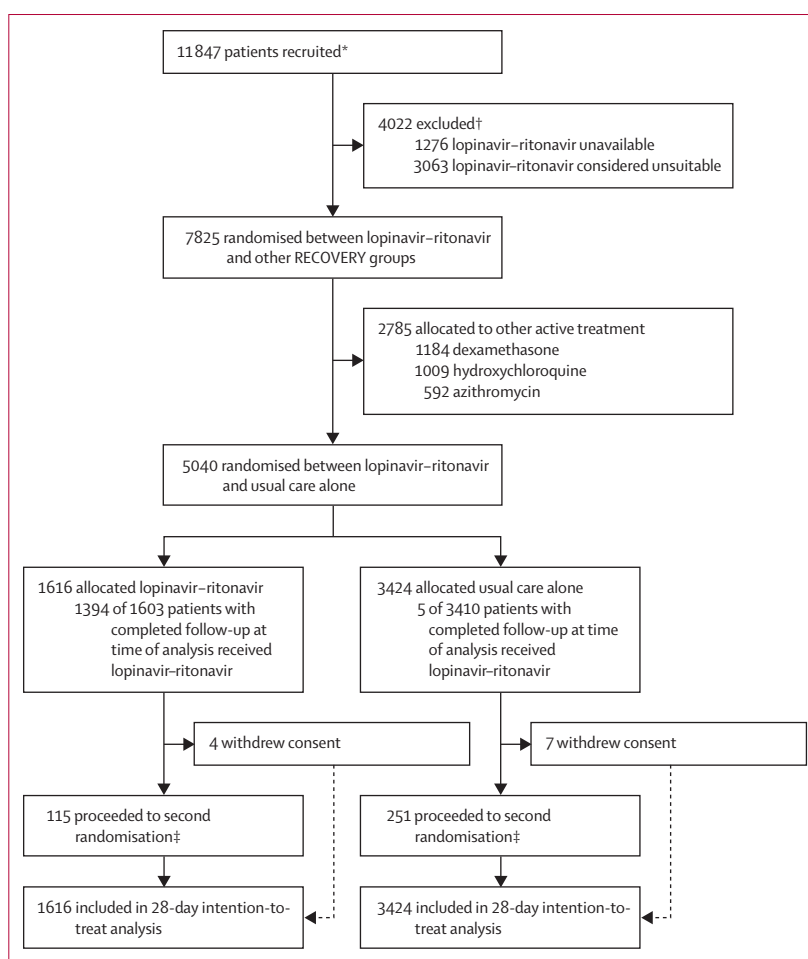 11847 patients recruited*
4022 excluded†
1276 lopinavir–ritonavir unavailable
3063 lopinavir–ritonavir considered unsuitable
7825 randomised between lopinavir–ritonavir
and other RECOVERY groups
2785 allocated to other active treatment
1184 dexamethasone
1009 hydroxychloroquine
592 azithromycin
5040 randomised between lopinavir–ritonavir
and usual care alone
1616 allocated lopinavir–ritonavir
1394 of 1603 patients with
completed follow-up at
time of analysis received
lopinavir–ritonavir
3424 allocated usual care alone
5 of 3410 patients with
completed follow-up at time
of analysis received
lopinavir–ritonavir
4 withdrew consent
7 withdrew consent
115 proceeded to second
randomisation‡
251 proceeded to second
randomisation‡
1616 included in 28-day intention-to-
treat analysis
3424 included in 28-day intention-to-
treat analysis